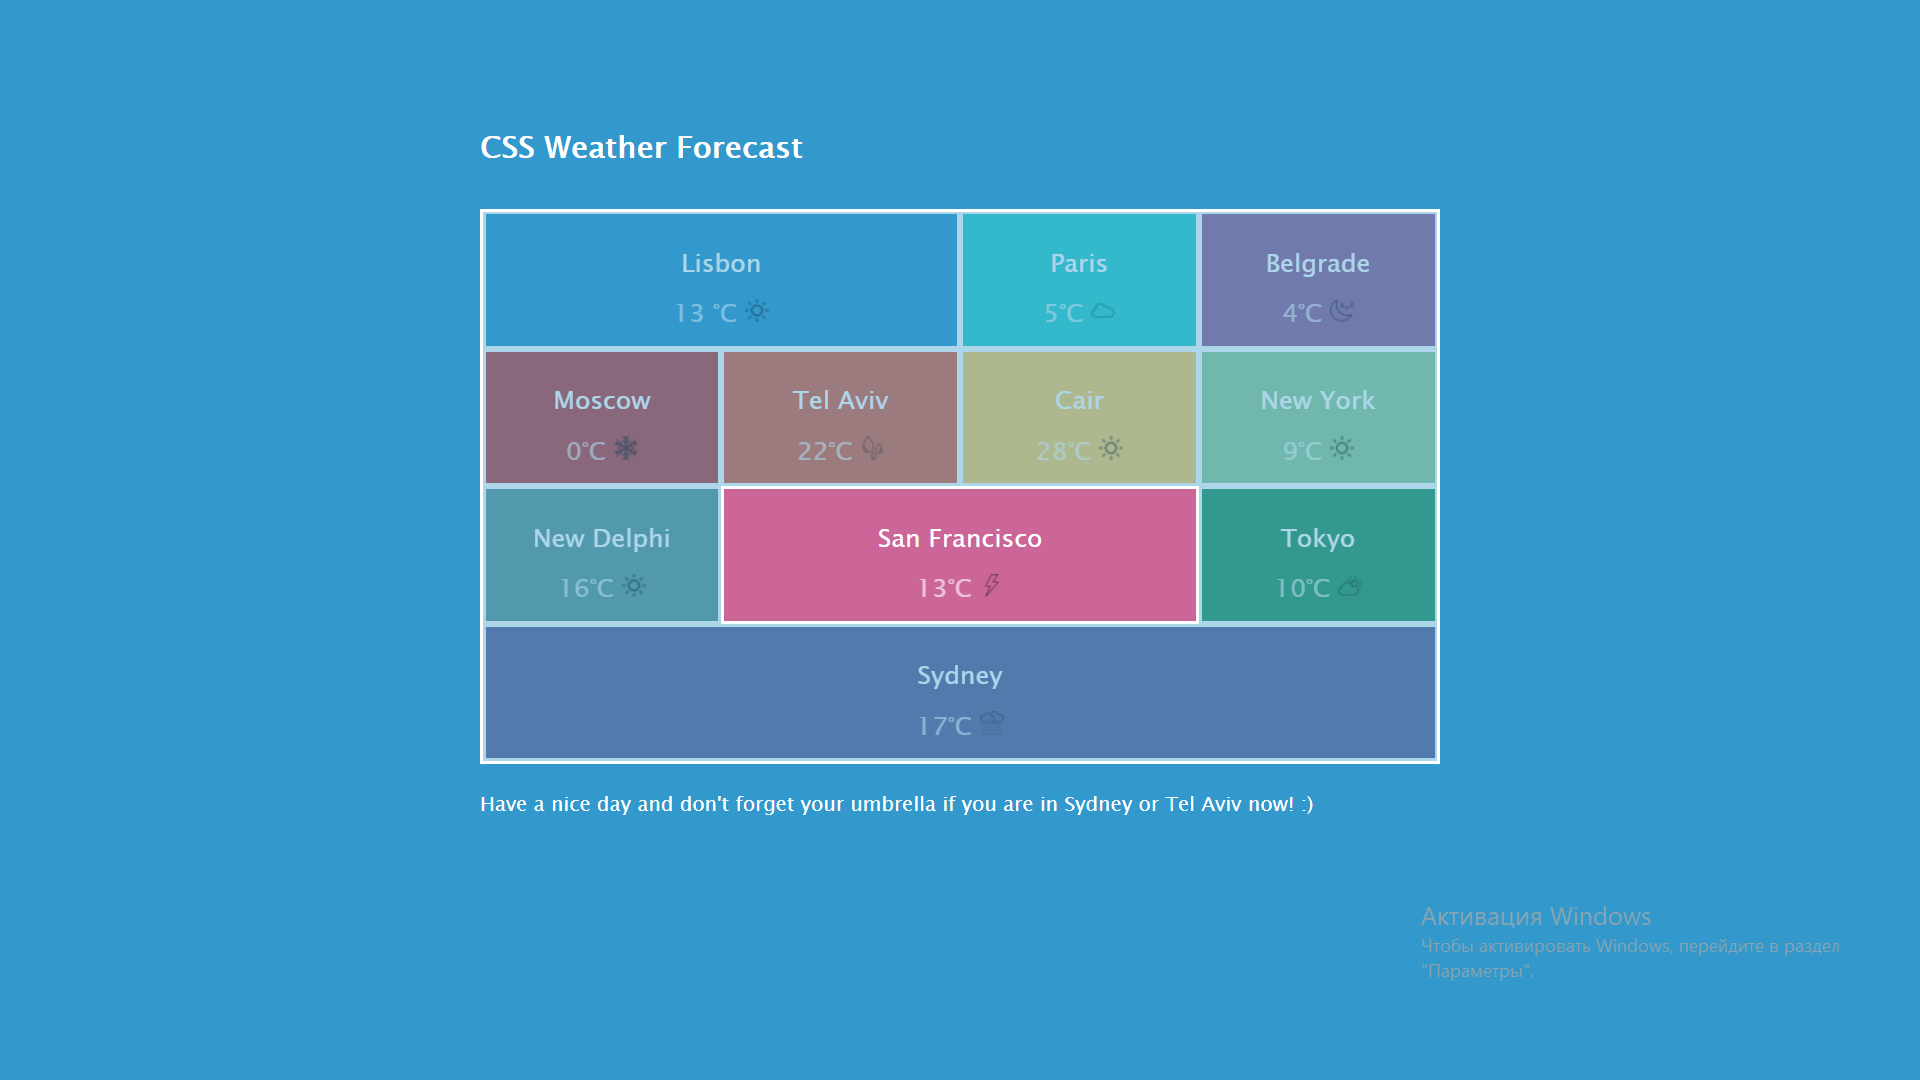 CSS Weather Forecast
Lisbon
13 °C
Paris
5°C
Belgrade
4°C
Moscow
0°C
Tel Aviv
22°C
Cair
28°C
New York
9°C
New Delphi
16°C
San Francisco
13°C
Tokyo
10°C
Sydney
17°C
Have a nice day and don't forget your umbrella if you are in Sydney or Tel Aviv now! :)
Активация Windows
Чтобы активировать Windows, перейдите в раздел
"Параметры".